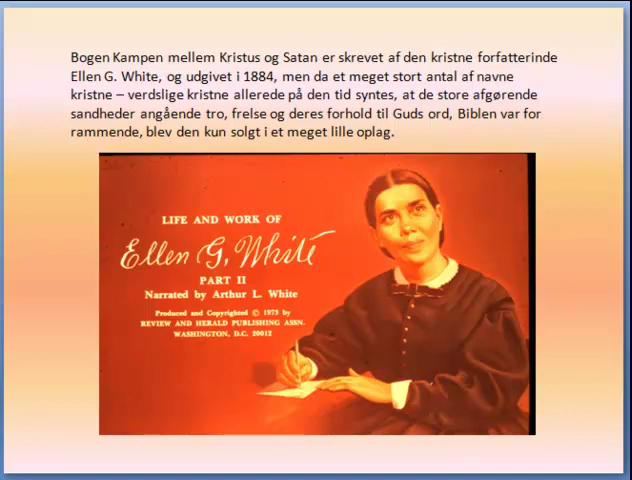 Bogen Kampen mellem Kristus og Satan er skrevet af den kristne forfatterinde
Ellen G. White, og udgivet i 1884, men da et meget stort antal af navne
kristne – verdslige kristne allerede på den tid syntes, at de store afgørende
sandheder angående tro, frelse og deres forhold til Guds ord, Biblen var for
rammende, blev den kun solgt i et meget lille oplag.
LIFE AND WORK OF
Ellen G. White
PART II
Narrated by Arthur L. White
Produced and Copyrighted © 1973 by
REVIEW AND HERALD PUBLISHING ASSN.
WASHINGTON, D.C. 20012